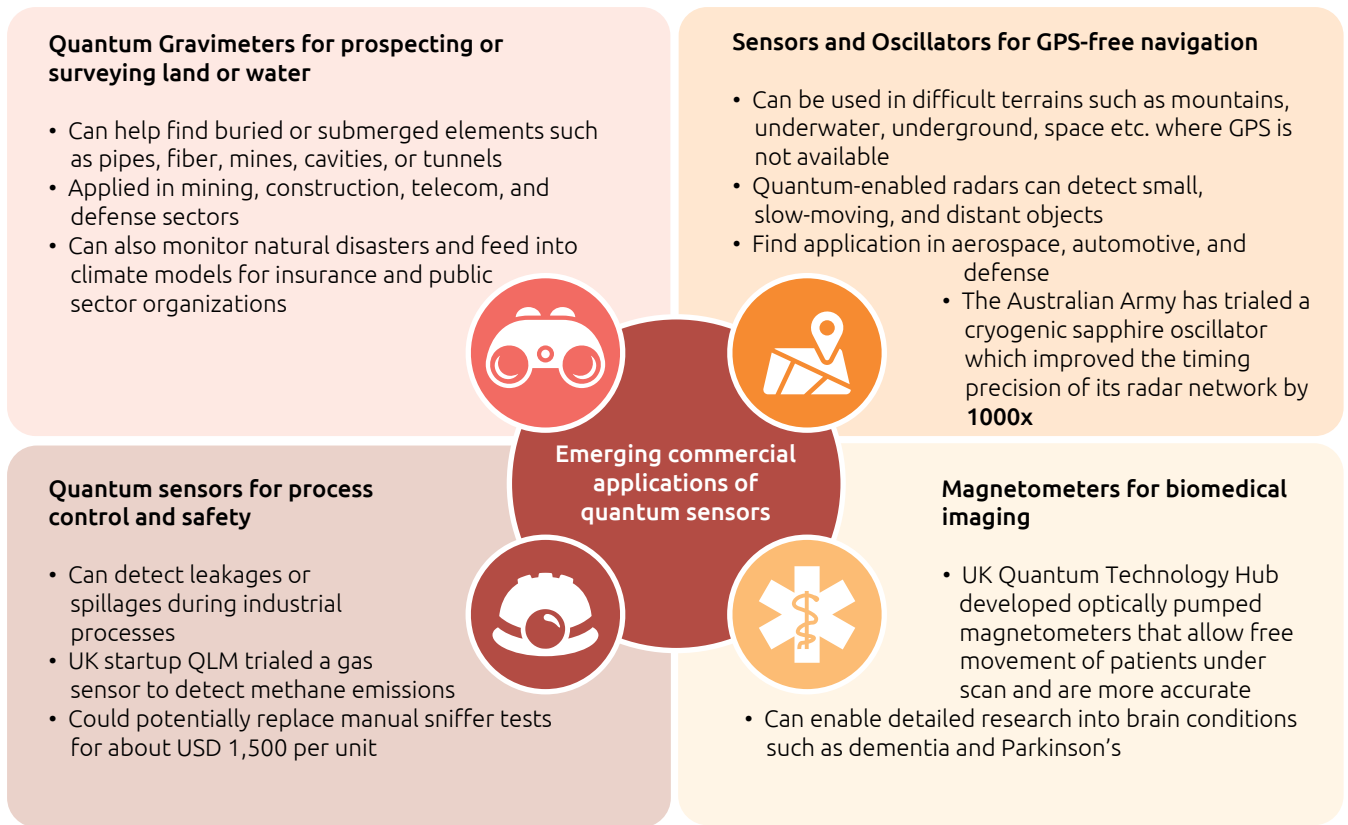 Quantum Gravimeters for prospecting or
surveying land or water
• Can help find buried or submerged elements such
as pipes, fiber, mines, cavities, or tunnels
• Applied in mining, construction, telecom, and
defense sectors
• Can also monitor natural disasters and feed into
climate models for insurance and public
sector organizations
Sensors and Oscillators for GPS-free navigation
• Can be used in difficult terrains such as mountains,
underwater, underground, space etc. where GPS is
not available
• Quantum-enabled radars can detect small,
slow-moving, and distant objects
• Find application in aerospace, automotive, and
defense
• The Australian Army has trialed a
cryogenic sapphire oscillator
which improved the timing
precision of its radar network by
1000x
Emerging commercial
applications of
quantum sensors
Quantum sensors for process
control and safety
• Can detect leakages or
spillages during industrial
processes
• UK startup QLM trialed a gas
sensor to detect methane emissions
• Could potentially replace manual sniffer tests
for about USD 1,500 per unit
Magnetometers for biomedical
imaging
• UK Quantum Technology Hub
developed optically pumped
magnetometers that allow free
movement of patients under
scan and are more accurate
• Can enable detailed research into brain conditions
such as dementia and Parkinson's